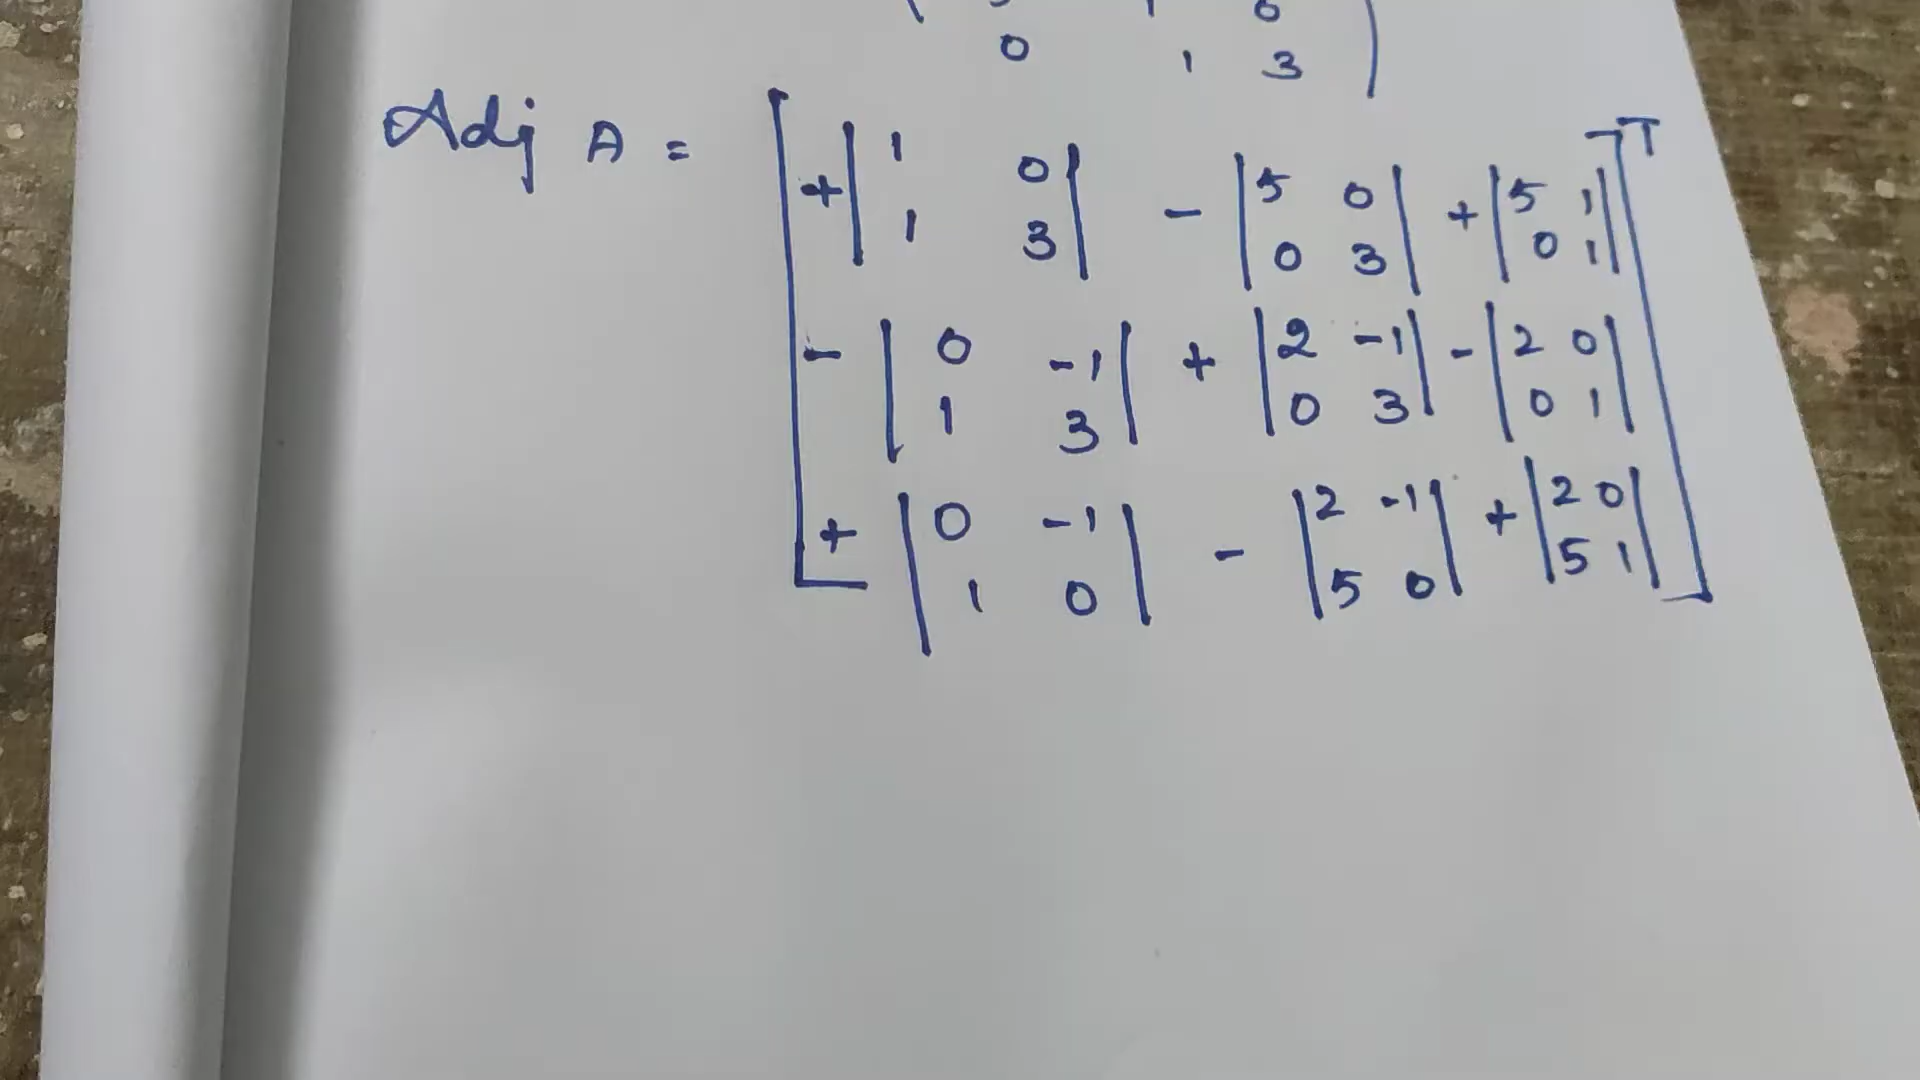 0
0 1 3
Adj A = [ +| 1 0 | - | 5 0 | + | 5 1 | ]T
| 1 3 | | 0 3 | | 0 1 |
- | 0 -1 | + | 2 -1 | - | 2 0 |
| 1 3 | | 0 3 | | 0 1 |
+ | 0 -1 | - | 2 -1 | + | 2 0 |
| 1 0 | | 5 0 | | 5 1 |